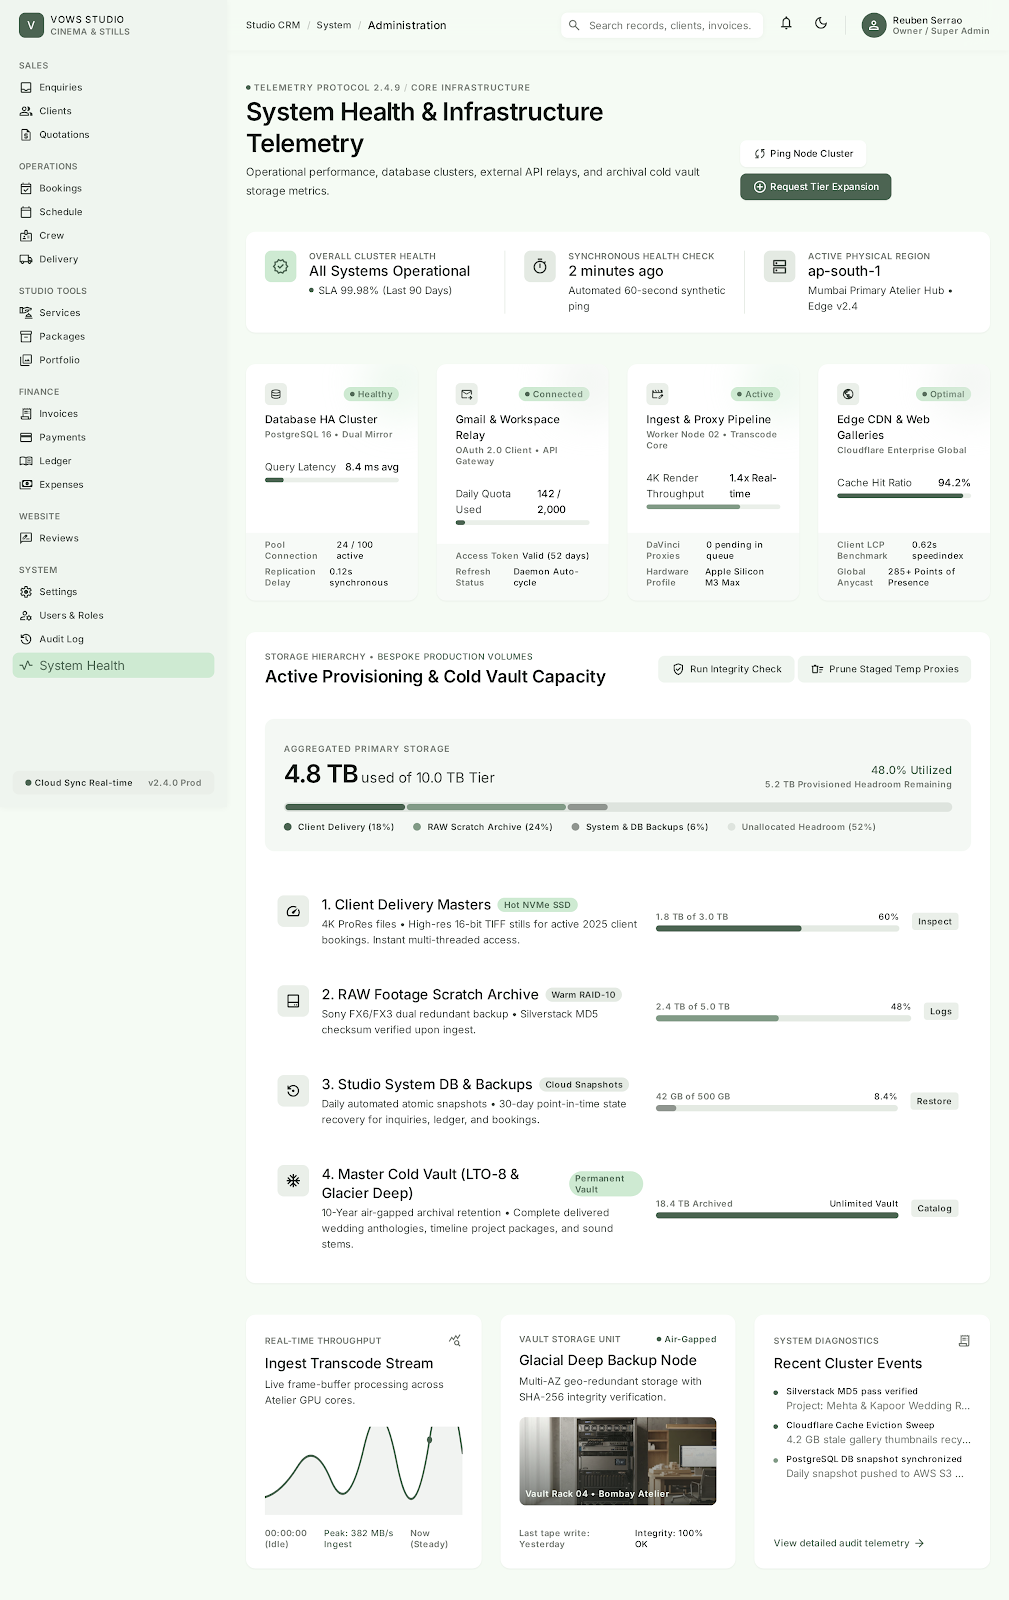 V
VOWS STUDIO
CINEMA & STILLS
SALES
Enquiries
Clients
Quotations
OPERATIONS
Bookings
Schedule
Crew
Delivery
STUDIO TOOLS
Services
Packages
Portfolio
FINANCE
Invoices
Payments
Ledger
Expenses
WEBSITE
Reviews
SYSTEM
Settings
Users & Roles
Audit Log
System Health
Cloud Sync Real-time v2.4.0 Prod
Studio CRM / System / Administration
Search records, clients, invoices.
Reuben Serrao
Owner / Super Admin
TELEMETRY PROTOCOL 2.4.9 / CORE INFRASTRUCTURE
System Health & Infrastructure
Telemetry
Operational performance, database clusters, external API relays, and archival cold vault
storage metrics.
Ping Node Cluster
Request Tier Expansion
OVERALL CLUSTER HEALTH
All Systems Operational
• SLA 99.98% (Last 90 Days)
SYNCHRONOUS HEALTH CHECK
2 minutes ago
Automated 60-second synthetic
ping
ACTIVE PHYSICAL REGION
ap-south-1
Mumbai Primary Atelier Hub •
Edge v2.4
• Healthy
Database HA Cluster
PostgreSQL 16 • Dual Mirror
Query Latency 8.4 ms avg
Pool
Connection
24 / 100
active
Replication
Delay
0.12s
synchronous
• Connected
Gmail & Workspace
Relay
OAuth 2.0 Client • API
Gateway
Daily Quota
Used
142 /
2,000
Access Token Valid (52 days)
Refresh
Status
Daemon Auto-
cycle
• Active
Ingest & Proxy Pipeline
Worker Node 02 • Transcode
Core
4K Render
Throughput
1.4x Real-
time
DaVinci
Proxies
0 pending in
queue
Hardware
Profile
Apple Silicon
M3 Max
• Optimal
Edge CDN & Web
Galleries
Cloudflare Enterprise Global
Cache Hit Ratio 94.2%
Client LCP
Benchmark
0.62s
speedindex
Global
Anycast
285+ Points of
Presence
STORAGE HIERARCHY • BESPOKE PRODUCTION VOLUMES
Active Provisioning & Cold Vault Capacity
Run Integrity Check
Prune Staged Temp Proxies
AGGREGATED PRIMARY STORAGE
4.8 TB used of 10.0 TB Tier
48.0% Utilized
5.2 TB Provisioned Headroom Remaining
Client Delivery (18%)
RAW Scratch Archive (24%)
System & DB Backups (6%)
Unallocated Headroom (52%)
1. Client Delivery Masters Hot NVMe SSD
4K ProRes files • High-res 16-bit TIFF stills for active 2025 client
bookings. Instant multi-threaded access.
1.8 TB of 3.0 TB 60%
Inspect
2. RAW Footage Scratch Archive Warm RAID-10
Sony FX6/FX3 dual redundant backup • Silverstack MD5
checksum verified upon ingest.
2.4 TB of 5.0 TB 48%
Logs
3. Studio System DB & Backups Cloud Snapshots
Daily automated atomic snapshots • 30-day point-in-time state
recovery for inquiries, ledger, and bookings.
42 GB of 500 GB 8.4%
Restore
4. Master Cold Vault (LTO-8 &
Glacier Deep)
Permanent
Vault
10-Year air-gapped archival retention • Complete delivered
wedding anthologies, timeline project packages, and sound
stems.
18.4 TB Archived Unlimited Vault
Catalog
REAL-TIME THROUGHPUT
Ingest Transcode Stream
Live frame-buffer processing across
Atelier GPU cores.
00:00:00
(Idle)
Peak: 382 MB/s
Ingest
Now
(Steady)
VAULT STORAGE UNIT • Air-Gapped
Glacial Deep Backup Node
Multi-AZ geo-redundant storage with
SHA-256 integrity verification.
Vault Rack 04 • Bombay Atelier
Last tape write:
Yesterday
Integrity: 100%
OK
SYSTEM DIAGNOSTICS
Recent Cluster Events
Silverstack MD5 pass verified
Project: Mehta & Kapoor Wedding R...
Cloudflare Cache Eviction Sweep
4.2 GB stale gallery thumbnails recy...
PostgreSQL DB snapshot synchronized
Daily snapshot pushed to AWS S3 ...
View detailed audit telemetry →